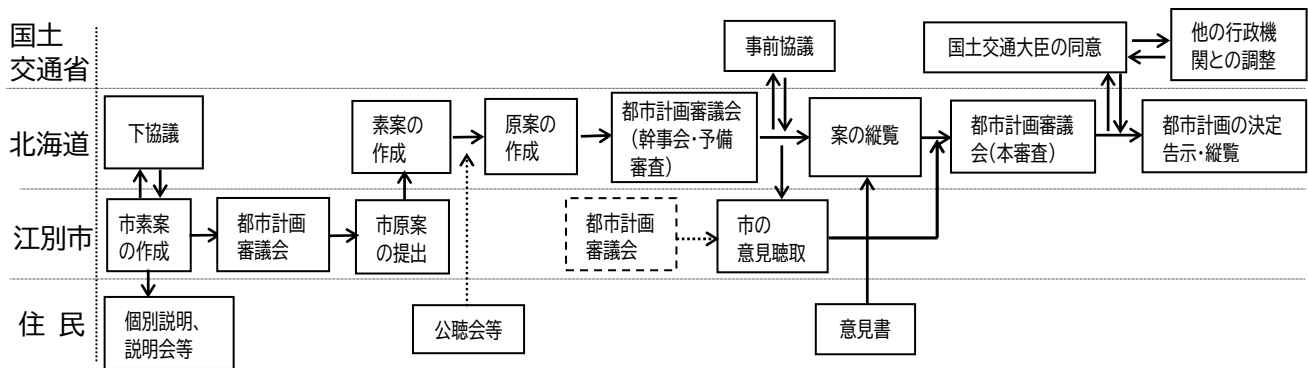 国土
交通省
事前協議
国土交通大臣の同意
他の行政機
関との調整
北海道
下協議
素案の
作成
原案の
作成
都市計画審議会
(幹事会・予備
審査)
案の縦覧
都市計画審議
会(本審査)
都市計画の決定
告示・縦覧
江別市
市素案
の作成
都市計画
審議会
市原案
の提出
都市計画
審議会
市の
意見聴取
住民
個別説明、
説明会等
公聴会等
意見書